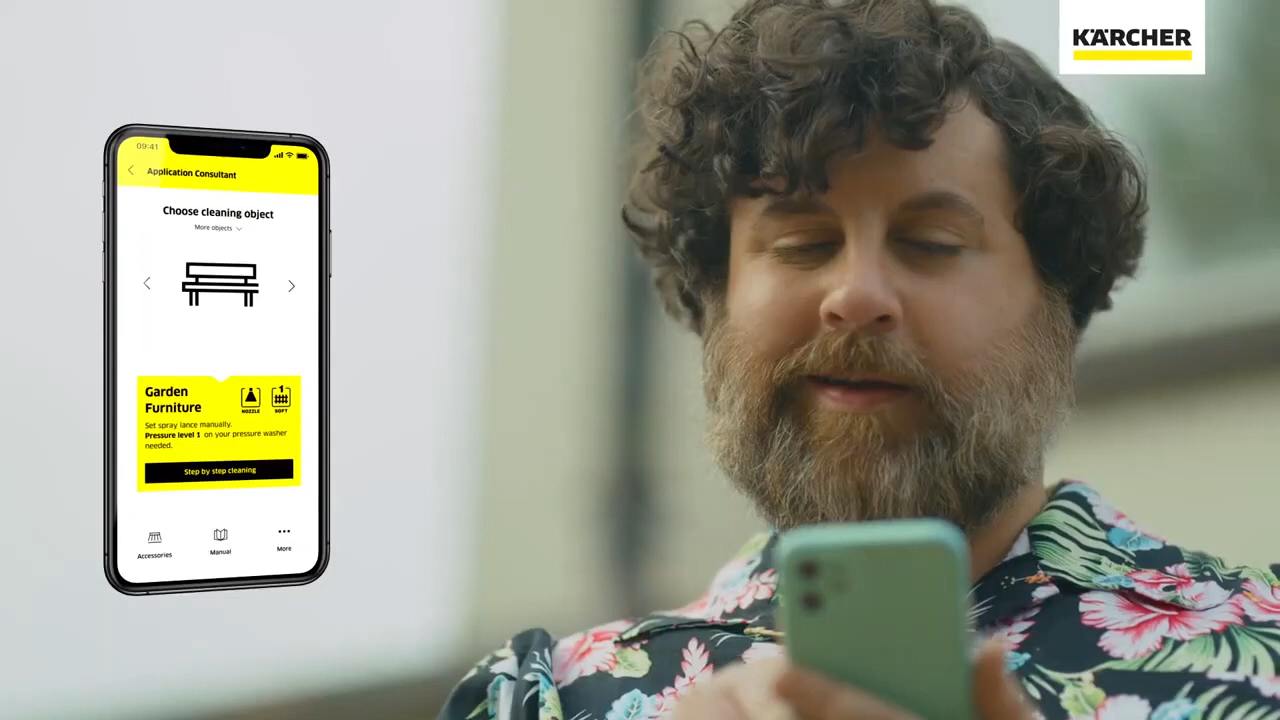 KÄRCHER
09:41
Application Consultant
Choose cleaning object
More objects
Garden
Furniture
NOZZLE
1
SOFT
Set spray lance manually.
Pressure level 1 on your pressure washer
needed.
Step by step cleaning
Accessories
Manual
More